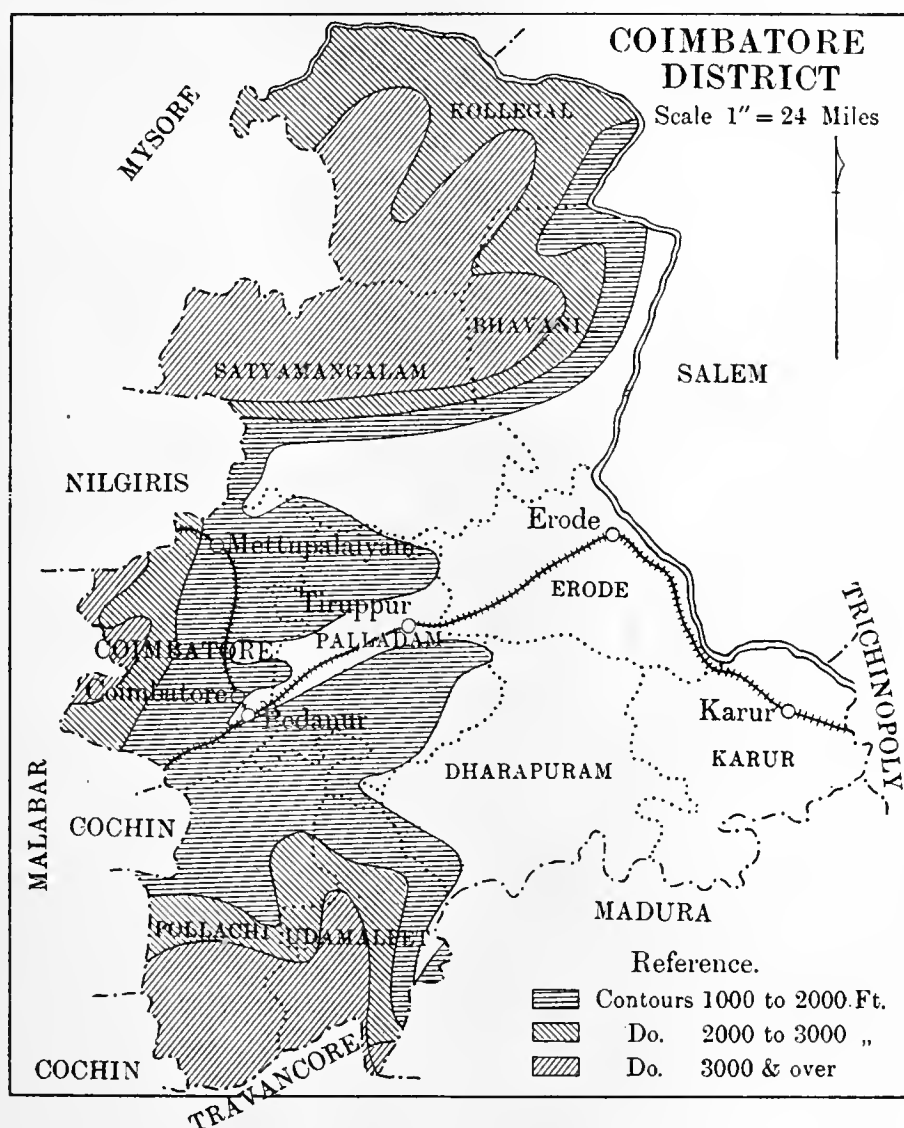 COIMBATORE
DISTRICT
Scale 1" = 24 Miles
MYSORE
KOLLEGAL
BHAVANI
SATYAMANGALAM
SALEM
NILGIRIS
Erode
Mettupalaiyam
ERODE
Tiruppur
PALLADAM
TRICHINOPOLY
COIMBATORE
Coimbatore
Podanur
Karur
DHARAPURAM
KARUR
MALABAR
COCHIN
MADURA
POLLACHI
UDAMALPET
Reference.
Contours 1000 to 2000 Ft.
Do. 2000 to 3000 „
Do. 3000 & over
COCHIN
TRAVANCORE